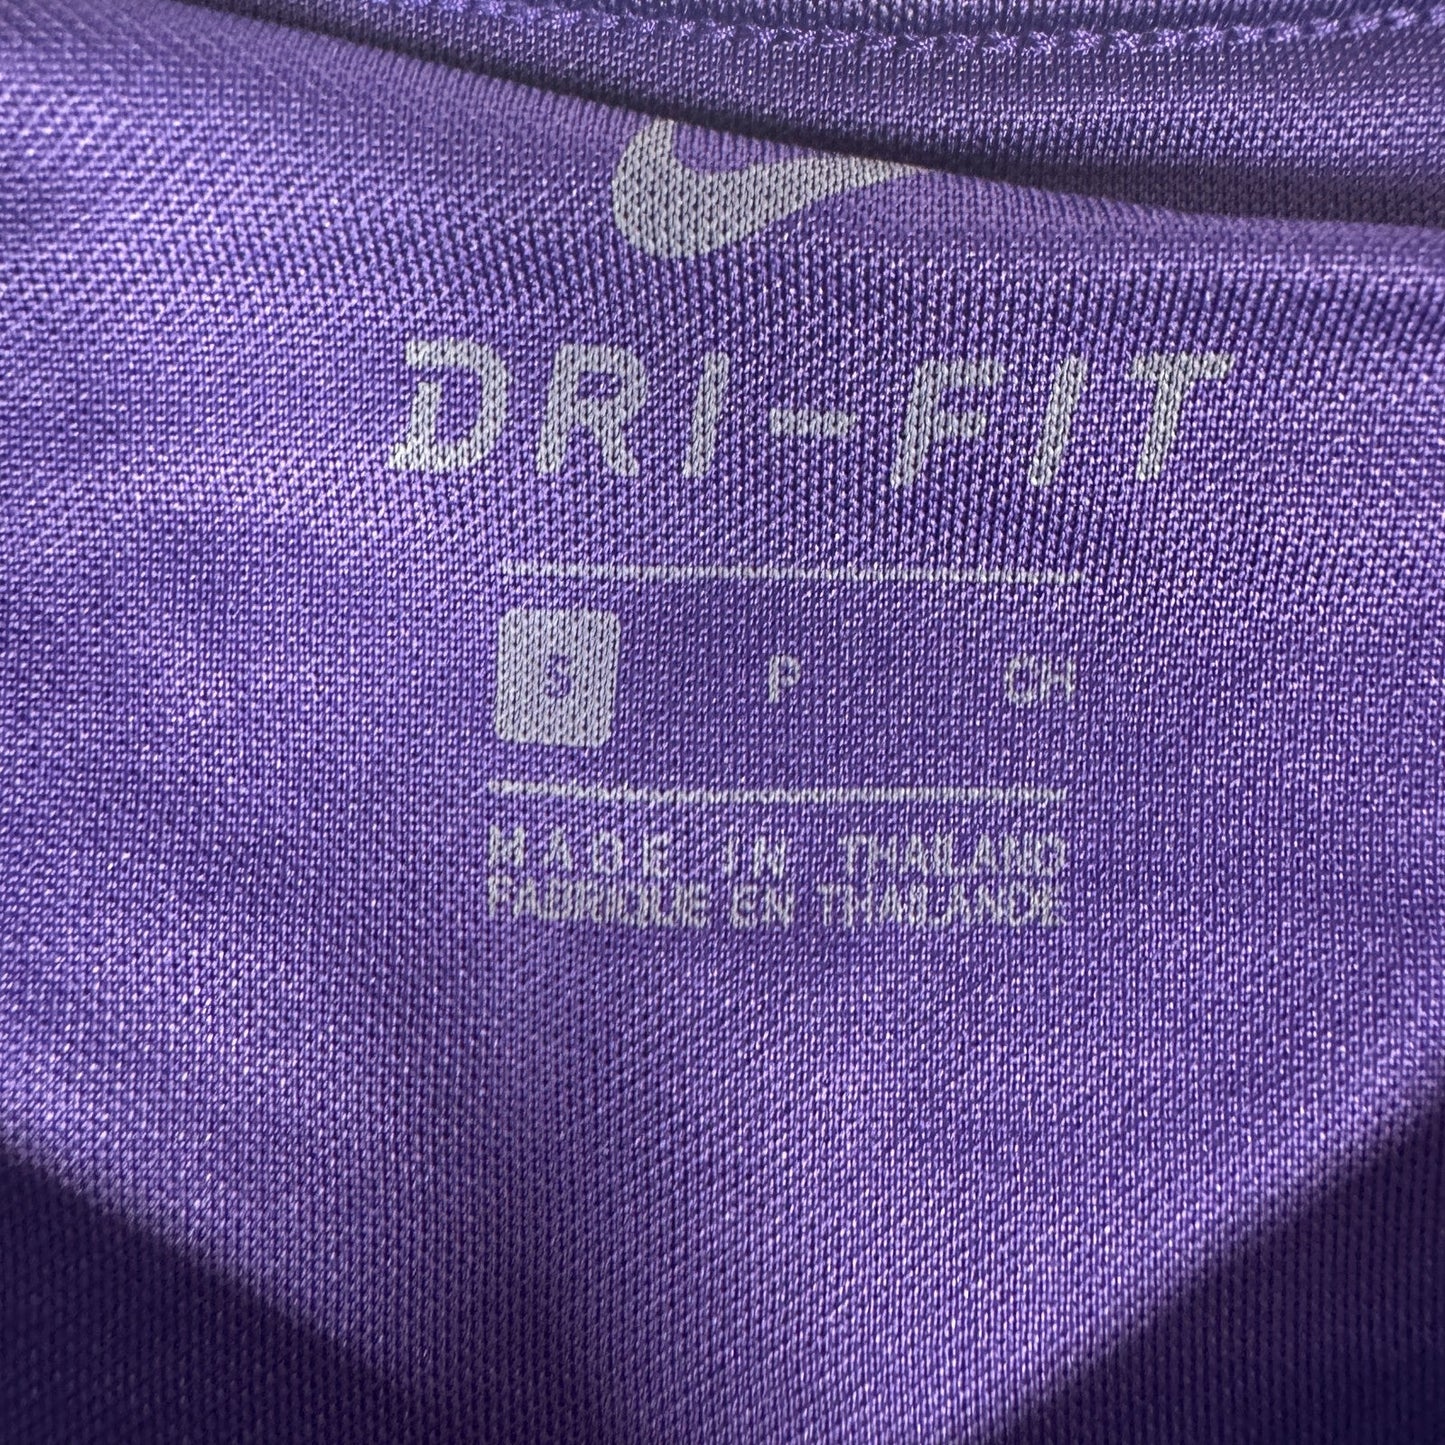 DRI-FIT
S P CH
MADE IN THAILAND
FABRIQUE EN THAILANDE